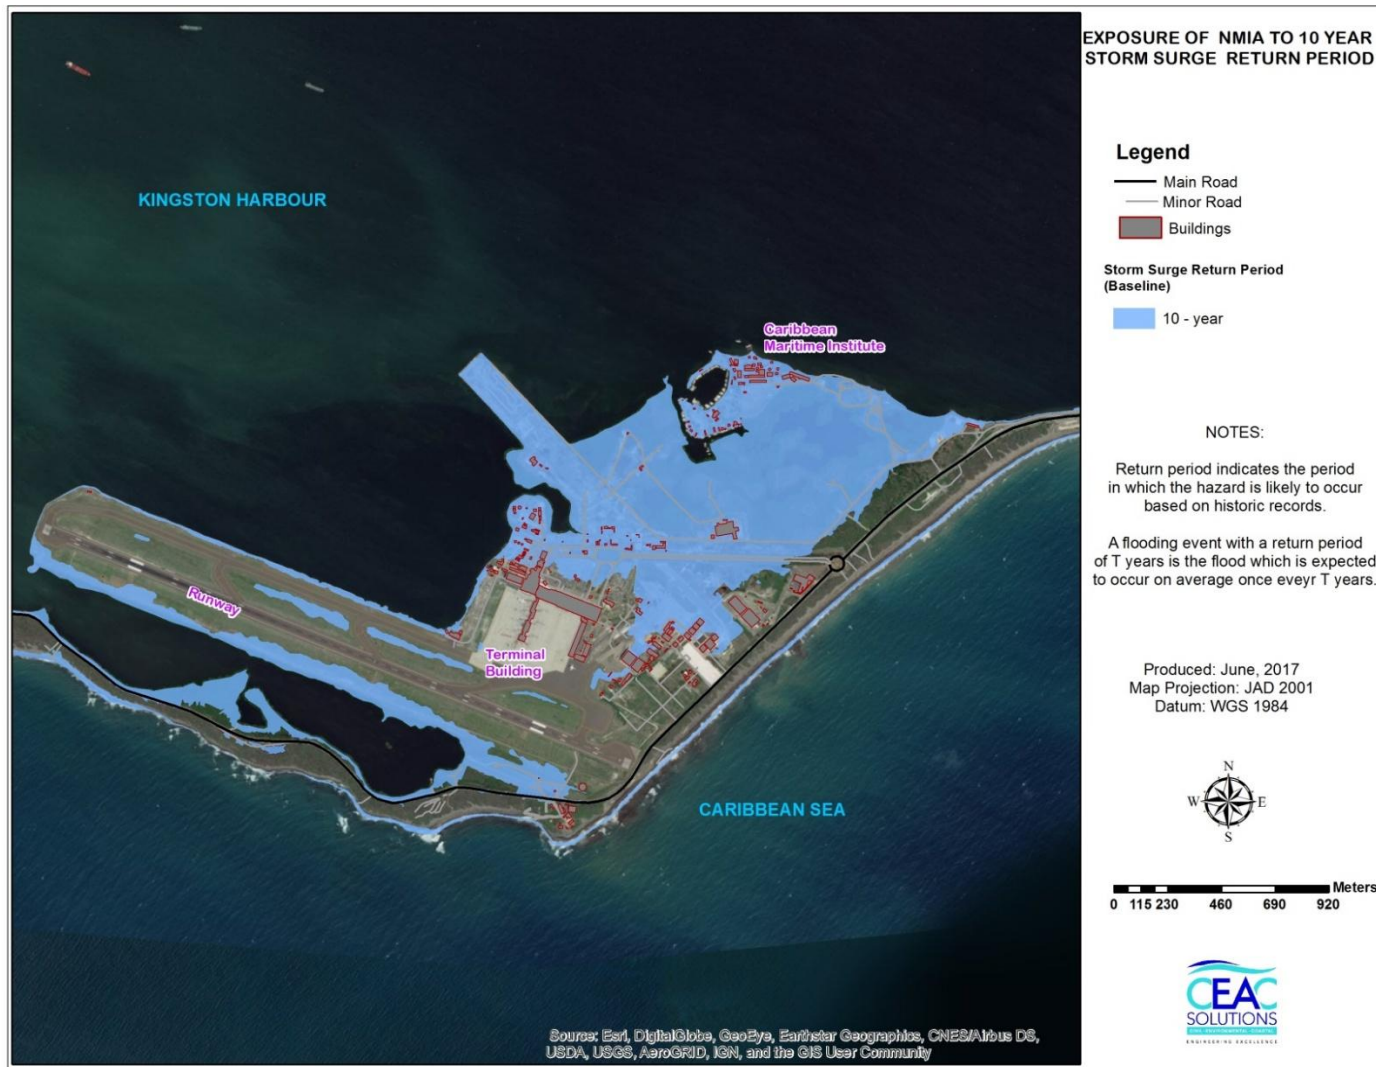 EXPOSURE OF NMIA TO 10 YEAR
STORM SURGE RETURN PERIOD
Legend
Main Road
Minor Road
Buildings
Storm Surge Return Period
(Baseline)
10 - year
NOTES:
Return period indicates the period
in which the hazard is likely to occur
based on historic records.
A flooding event with a return period
of T years is the flood which is expected
to occur on average once eveyr T years.
Produced: June, 2017
Map Projection: JAD 2001
Datum: WGS 1984
N
W E
S
Meters
0 115 230 460 690 920
CEAC
SOLUTIONS
CIVIL ENVIRONMENTAL COASTAL
ENGINEERING EXCELLENCE
KINGSTON HARBOUR
Caribbean
Maritime Institute
Runway
Terminal
Building
CARIBBEAN SEA
Source: Esri, DigitalGlobe, GeoEye, Earthstar Geographics, CNES/Airbus DS,
USDA, USGS, AeroGRID, IGN, and the GIS User Community